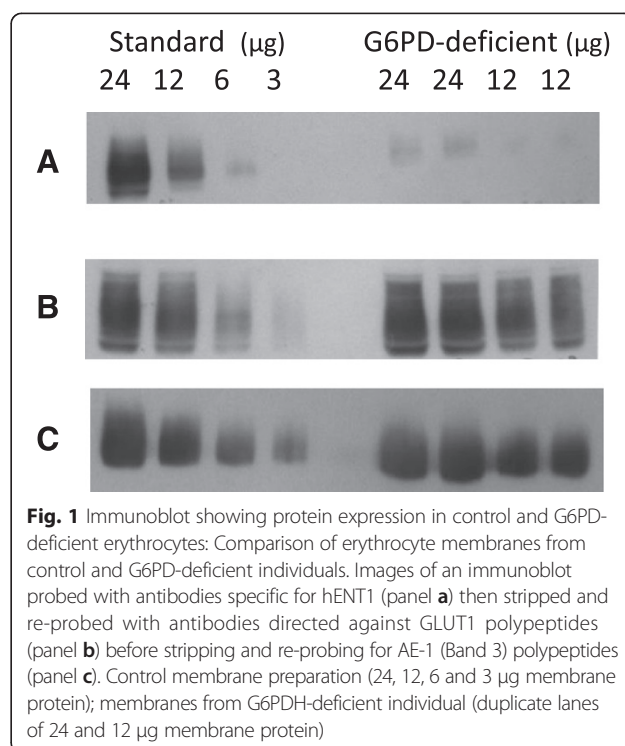 Standard (µg) G6PD-deficient (µg)
24 12 6 3 24 24 12 12
A
B
C
Fig. 1 Immunoblot showing protein expression in control and G6PD-
deficient erythrocytes: Comparison of erythrocyte membranes from
control and G6PD-deficient individuals. Images of an immunoblot
probed with antibodies specific for hENT1 (panel a) then stripped and
re-probed with antibodies directed against GLUT1 polypeptides
(panel b) before stripping and re-probing for AE-1 (Band 3) polypeptides
(panel c). Control membrane preparation (24, 12, 6 and 3 µg membrane
protein); membranes from G6PDH-deficient individual (duplicate lanes
of 24 and 12 µg membrane protein)